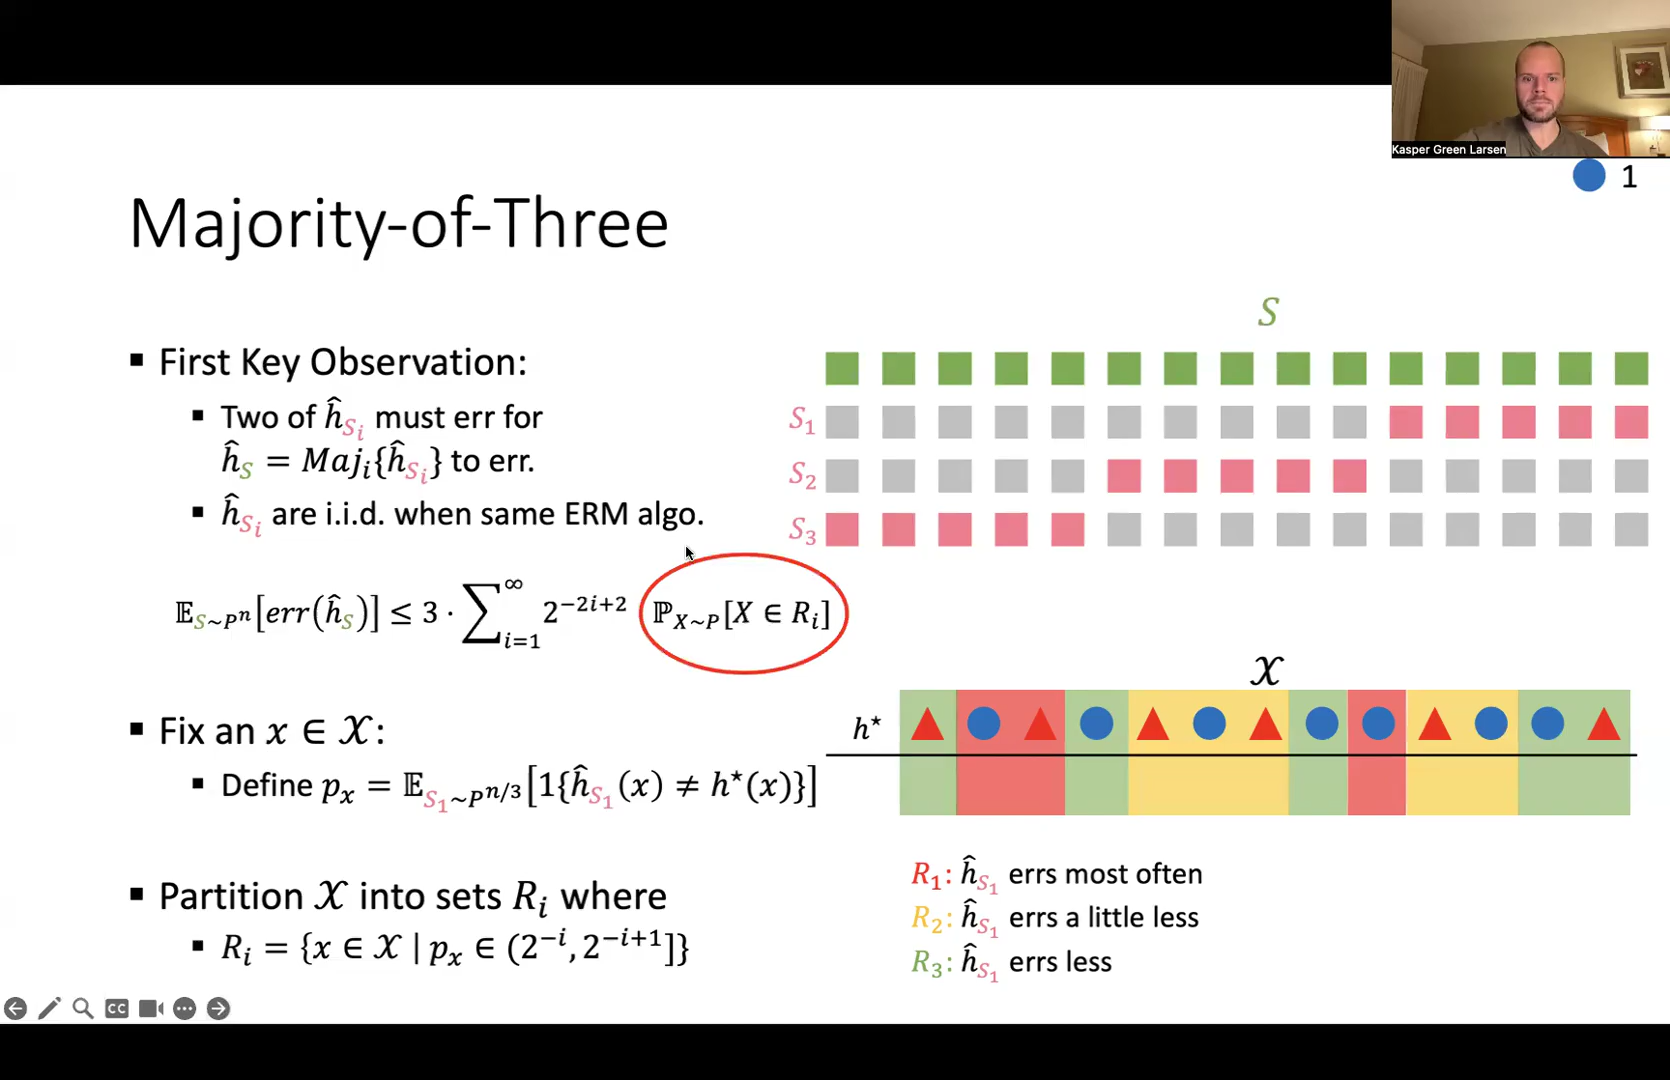 Kasper Green Larsen
1
Majority-of-Three
S
▪ First Key Observation:
▪ Two of ĥ_{S_i} must err for
ĥ_S = Maj_i{ĥ_{S_i}} to err.
▪ ĥ_{S_i} are i.i.d. when same ERM algo.
S_1
S_2
S_3
𝔼_{S∼P^n}[err(ĥ_S)] ≤ 3 · ∑_{i=1}^{∞} 2^{−2i+2} ℙ_{X∼P}[X ∈ R_i]
𝒳
h^⋆
▪ Fix an x ∈ 𝒳:
▪ Define p_x = 𝔼_{S_1∼P^{n/3}}[1{ĥ_{S_1}(x) ≠ h^⋆(x)}]
▪ Partition 𝒳 into sets R_i where
▪ R_i = {x ∈ 𝒳 | p_x ∈ (2^{−i}, 2^{−i+1}]}
R_1: ĥ_{S_1} errs most often
R_2: ĥ_{S_1} errs a little less
R_3: ĥ_{S_1} errs less
CC